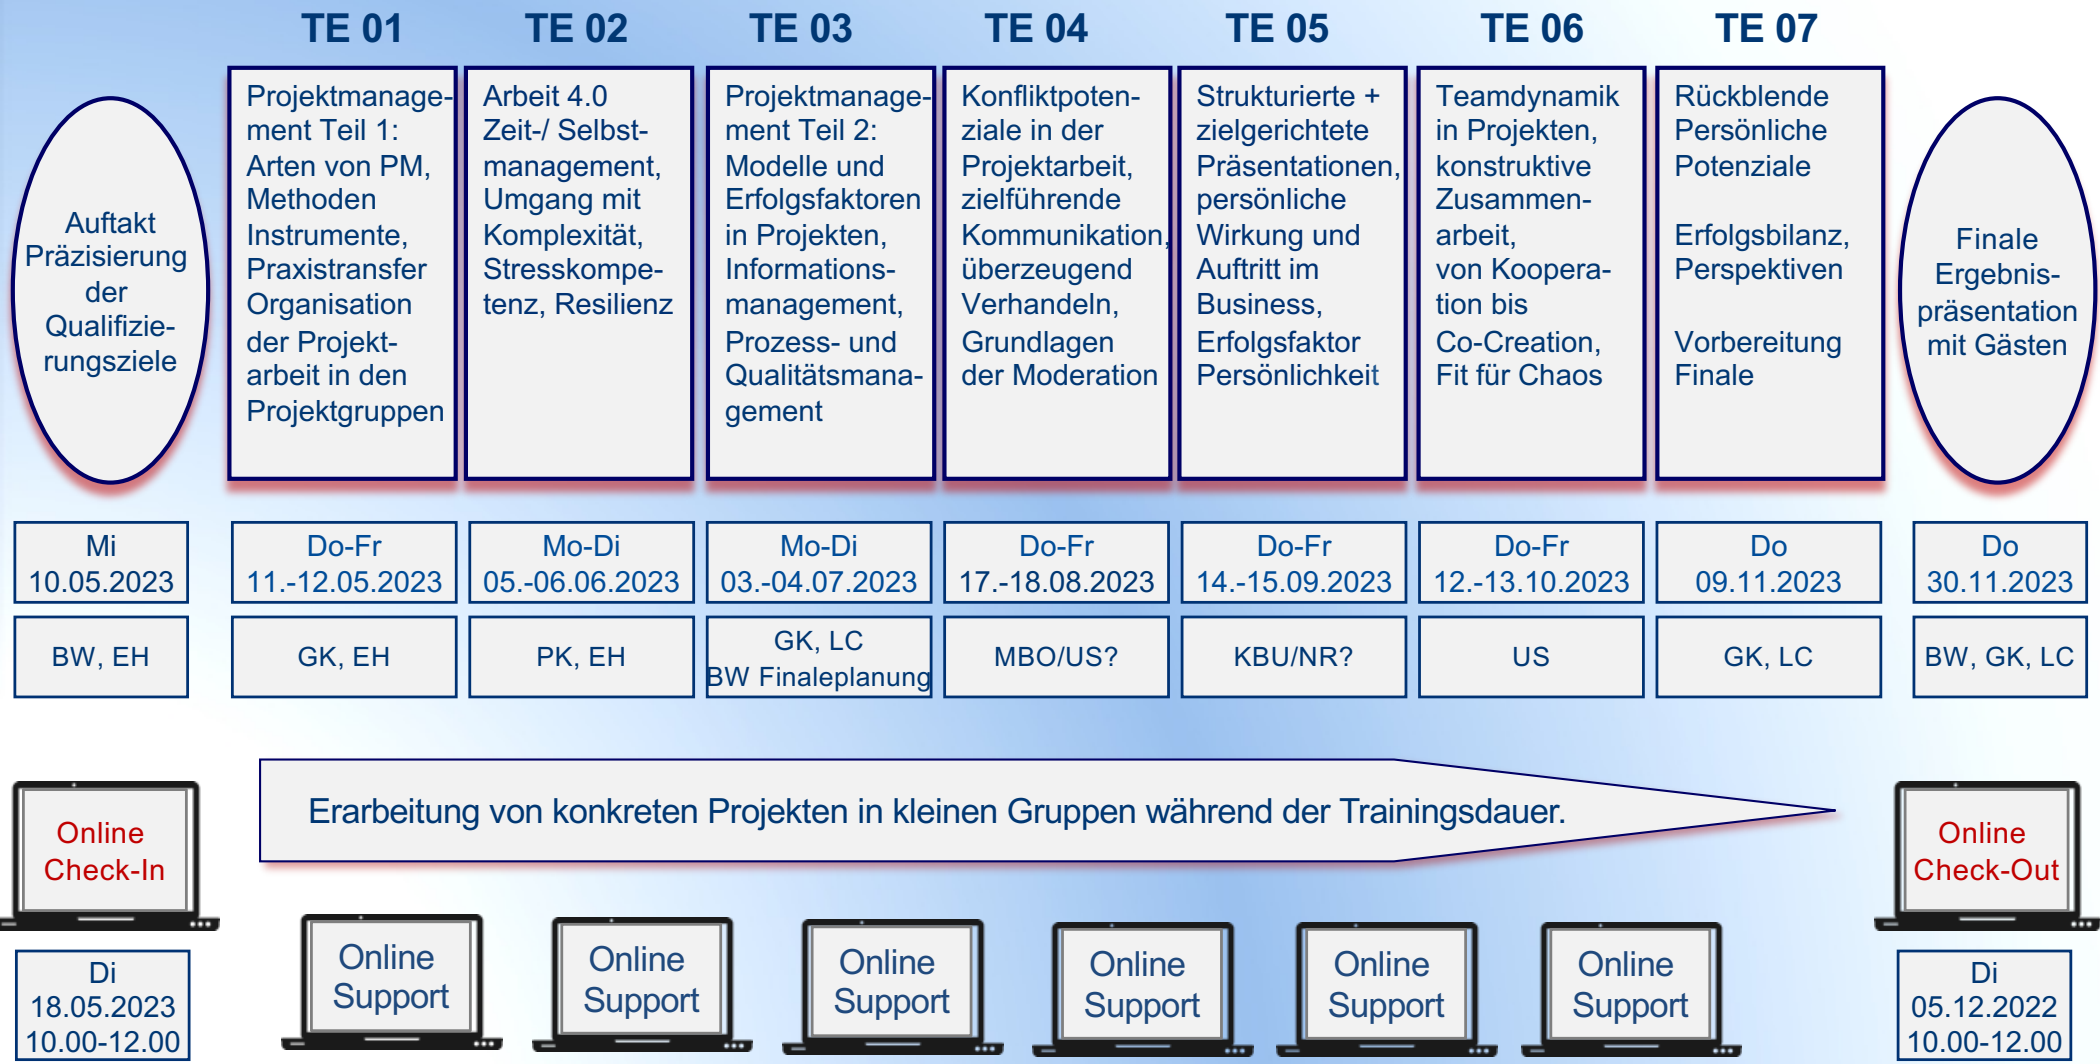 TE 01
TE 02
TE 03
TE 04
TE 05
TE 06
TE 07
Auftakt
Präzisierung
der
Qualifizie-
rungsziele
Projektmanage-
ment Teil 1:
Arten von PM,
Methoden
Instrumente,
Praxistransfer
Organisation
der Projekt-
arbeit in den
Projektgruppen
Arbeit 4.0
Zeit-/ Selbst-
management,
Umgang mit
Komplexität,
Stresskompe-
tenz, Resilienz
Projektmanage-
ment Teil 2:
Modelle und
Erfolgsfaktoren
in Projekten,
Informations-
management,
Prozess- und
Qualitätsmana-
gement
Konfliktpoten-
ziale in der
Projektarbeit,
zielführende
Kommunikation,
überzeugend
Verhandeln,
Grundlagen
der Moderation
Strukturierte +
zielgerichtete
Präsentationen,
persönliche
Wirkung und
Auftritt im
Business,
Erfolgsfaktor
Persönlichkeit
Teamdynamik
in Projekten,
konstruktive
Zusammen-
arbeit,
von Koopera-
tion bis
Co-Creation,
Fit für Chaos
Rückblende
Persönliche
Potenziale
Erfolgsbilanz,
Perspektiven
Vorbereitung
Finale
Finale
Ergebnis-
präsentation
mit Gästen
Mi
10.05.2023
Do-Fr
11.-12.05.2023
Mo-Di
05.-06.06.2023
Mo-Di
03.-04.07.2023
Do-Fr
17.-18.08.2023
Do-Fr
14.-15.09.2023
Do-Fr
12.-13.10.2023
Do
09.11.2023
Do
30.11.2023
BW, EH
GK, EH
PK, EH
GK, LC
BW Finaleplanung
MBO/US?
KBU/NR?
US
GK, LC
BW, GK, LC
Online
Check-In
Erarbeitung von konkreten Projekten in kleinen Gruppen während der Trainingsdauer.
Online
Check-Out
Di
18.05.2023
10.00-12.00
Online
Support
Online
Support
Online
Support
Online
Support
Online
Support
Online
Support
Di
05.12.2022
10.00-12.00